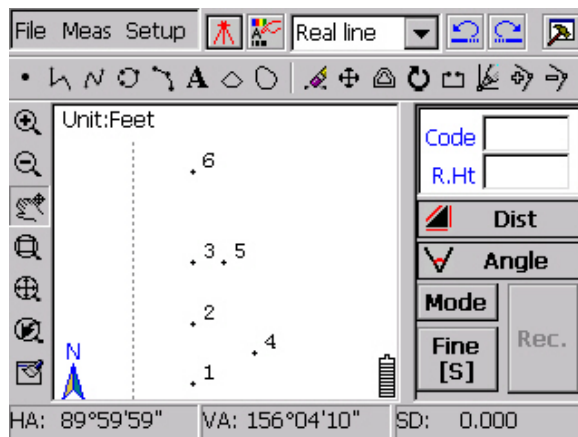 File Meas Setup Real line
A
Unit:Feet
Code
6
R.Ht
Dist
3 5
Angle
2
Mode
4
Fine
[S]
Rec.
N
1
HA: 89°59'59" VA: 156°04'10" SD: 0.000